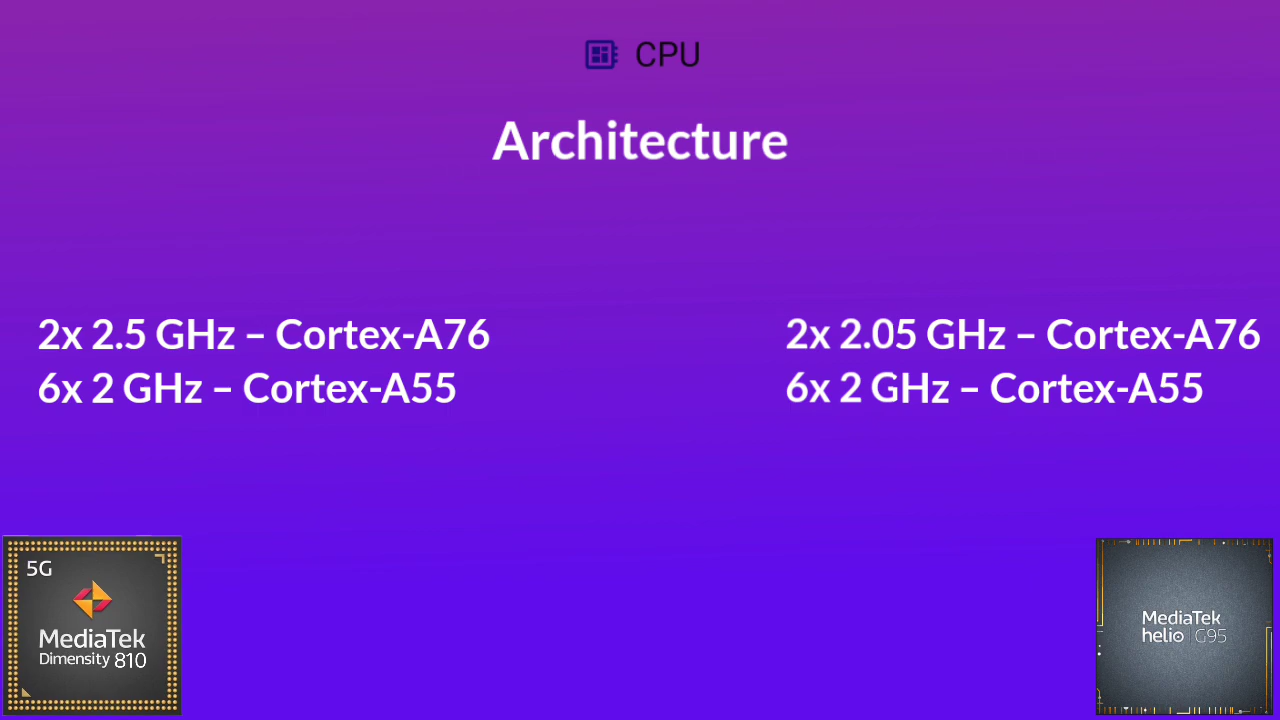 CPU
Architecture
2x 2.5 GHz – Cortex-A76
6x 2 GHz – Cortex-A55
2x 2.05 GHz – Cortex-A76
6x 2 GHz – Cortex-A55
5G
MediaTek
Dimensity 810
MediaTek
helio G95